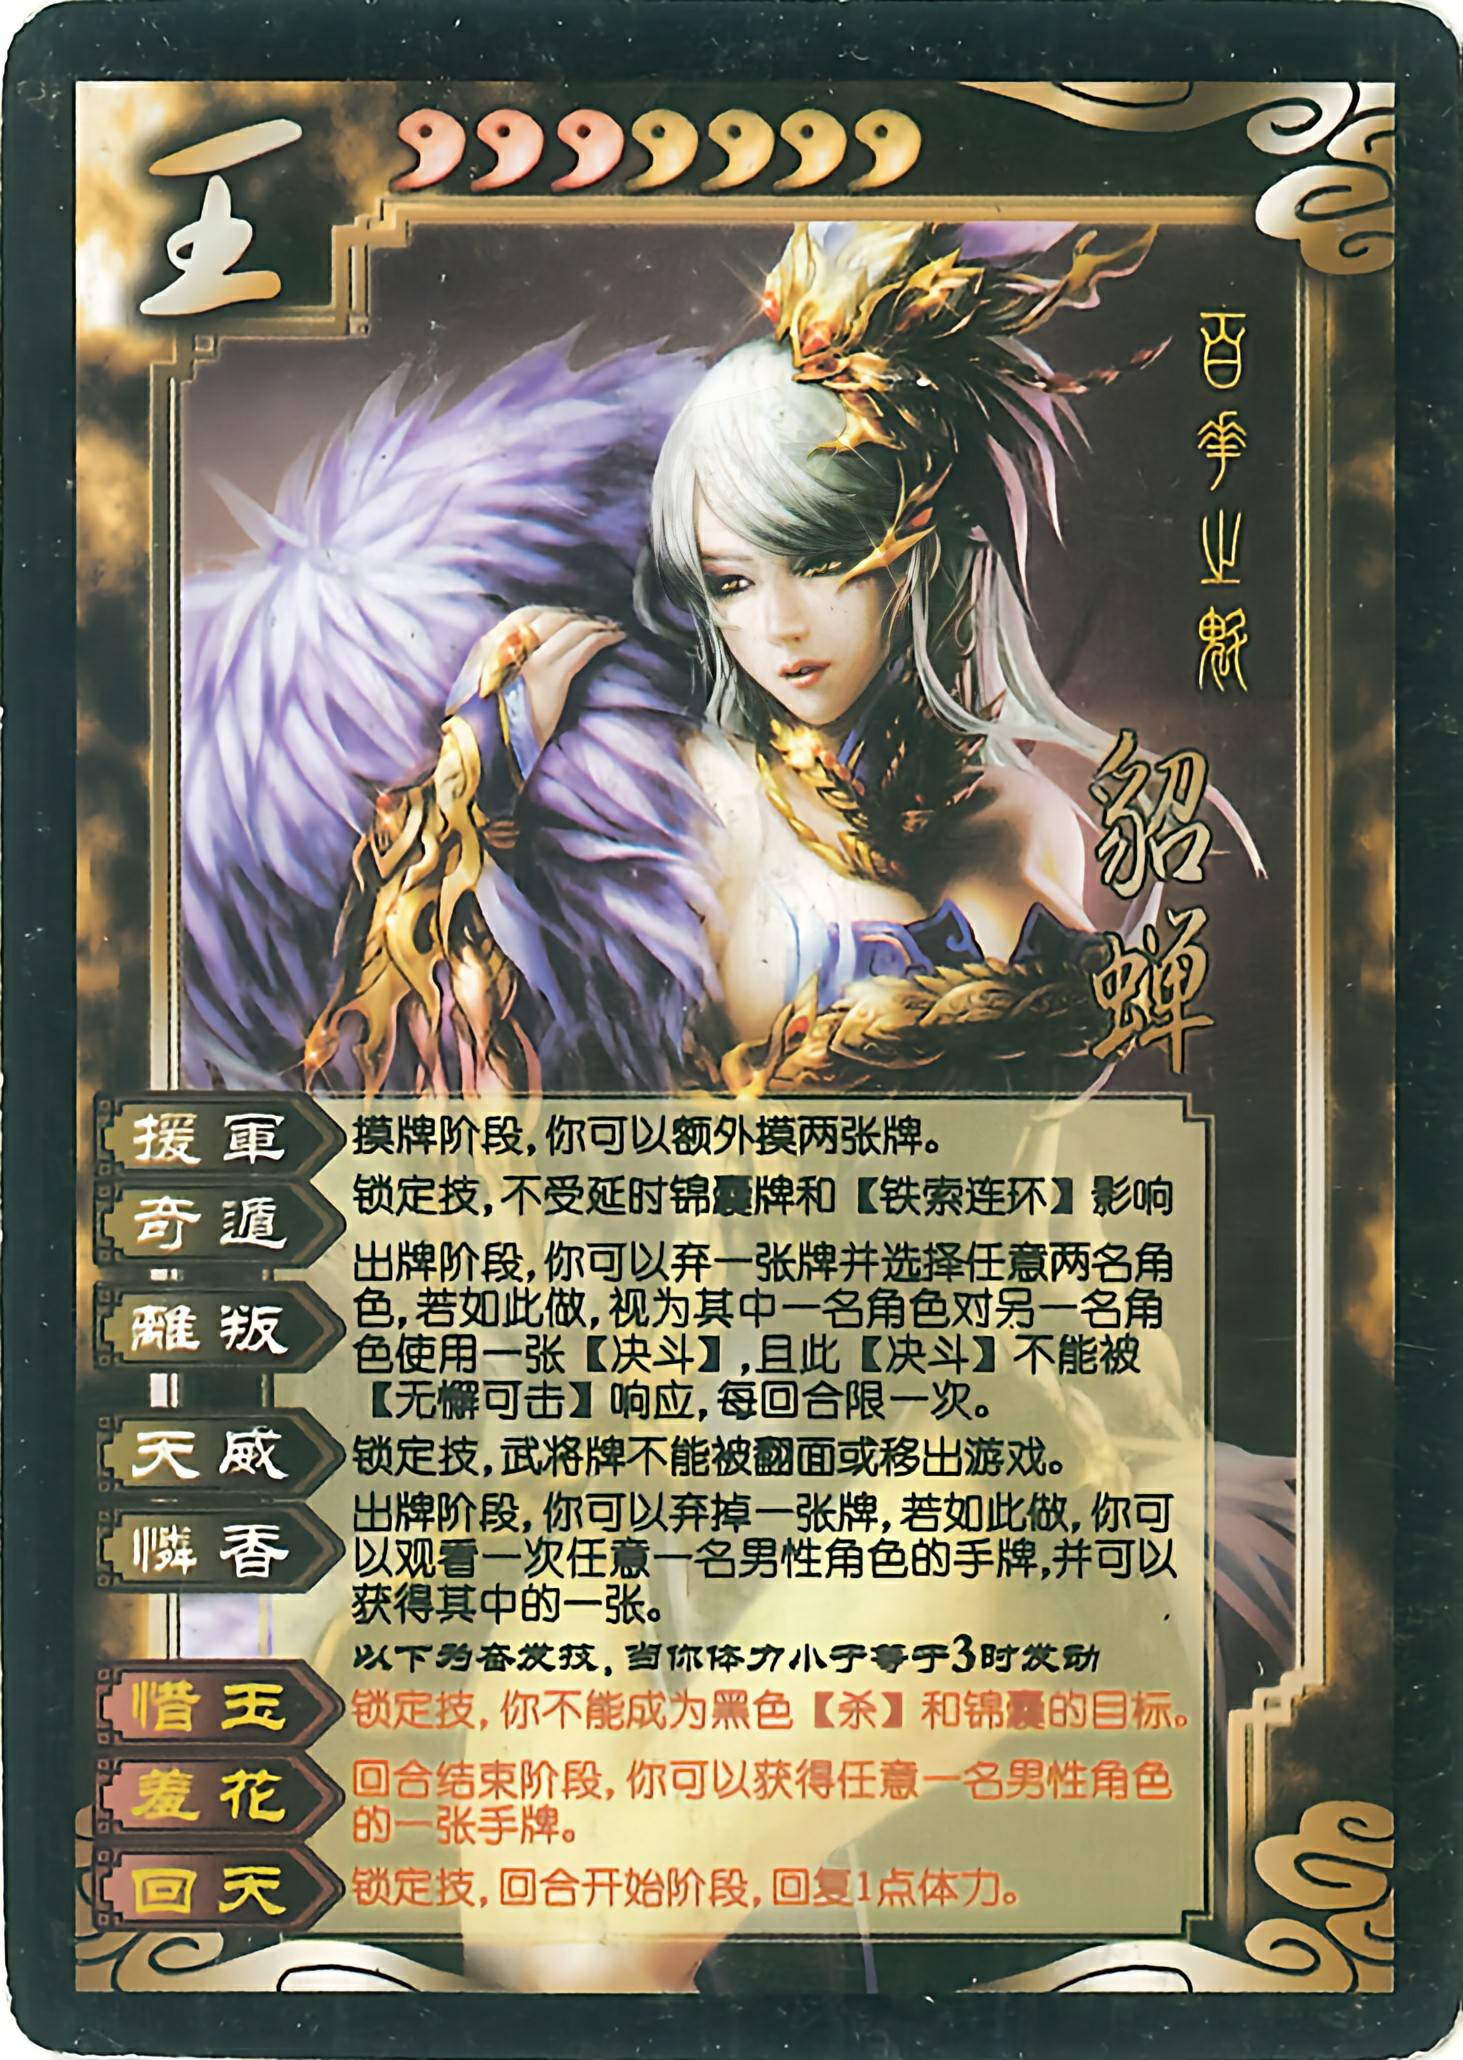 王
百花之魁
貂蝉
援軍
摸牌阶段,你可以额外摸两张牌。
奇遁
锁定技,不受延时锦囊牌和【铁索连环】影响
離叛
出牌阶段,你可以弃一张牌并选择任意两名角
色,若如此做,视为其中一名角色对另一名角
色使用一张【决斗】,且此【决斗】不能被
【无懈可击】响应,每回合限一次。
天威
锁定技,武将牌不能被翻面或移出游戏。
憐香
出牌阶段,你可以弃掉一张牌,若如此做,你可
以观看一次任意一名男性角色的手牌,并可以
获得其中的一张。
以下为奋发技,当你体力小于等于3时发动
惜玉
锁定技,你不能成为黑色【杀】和锦囊的目标。
羞花
回合结束阶段,你可以获得任意一名男性角色
的一张手牌。
回天
锁定技,回合开始阶段,回复1点体力。